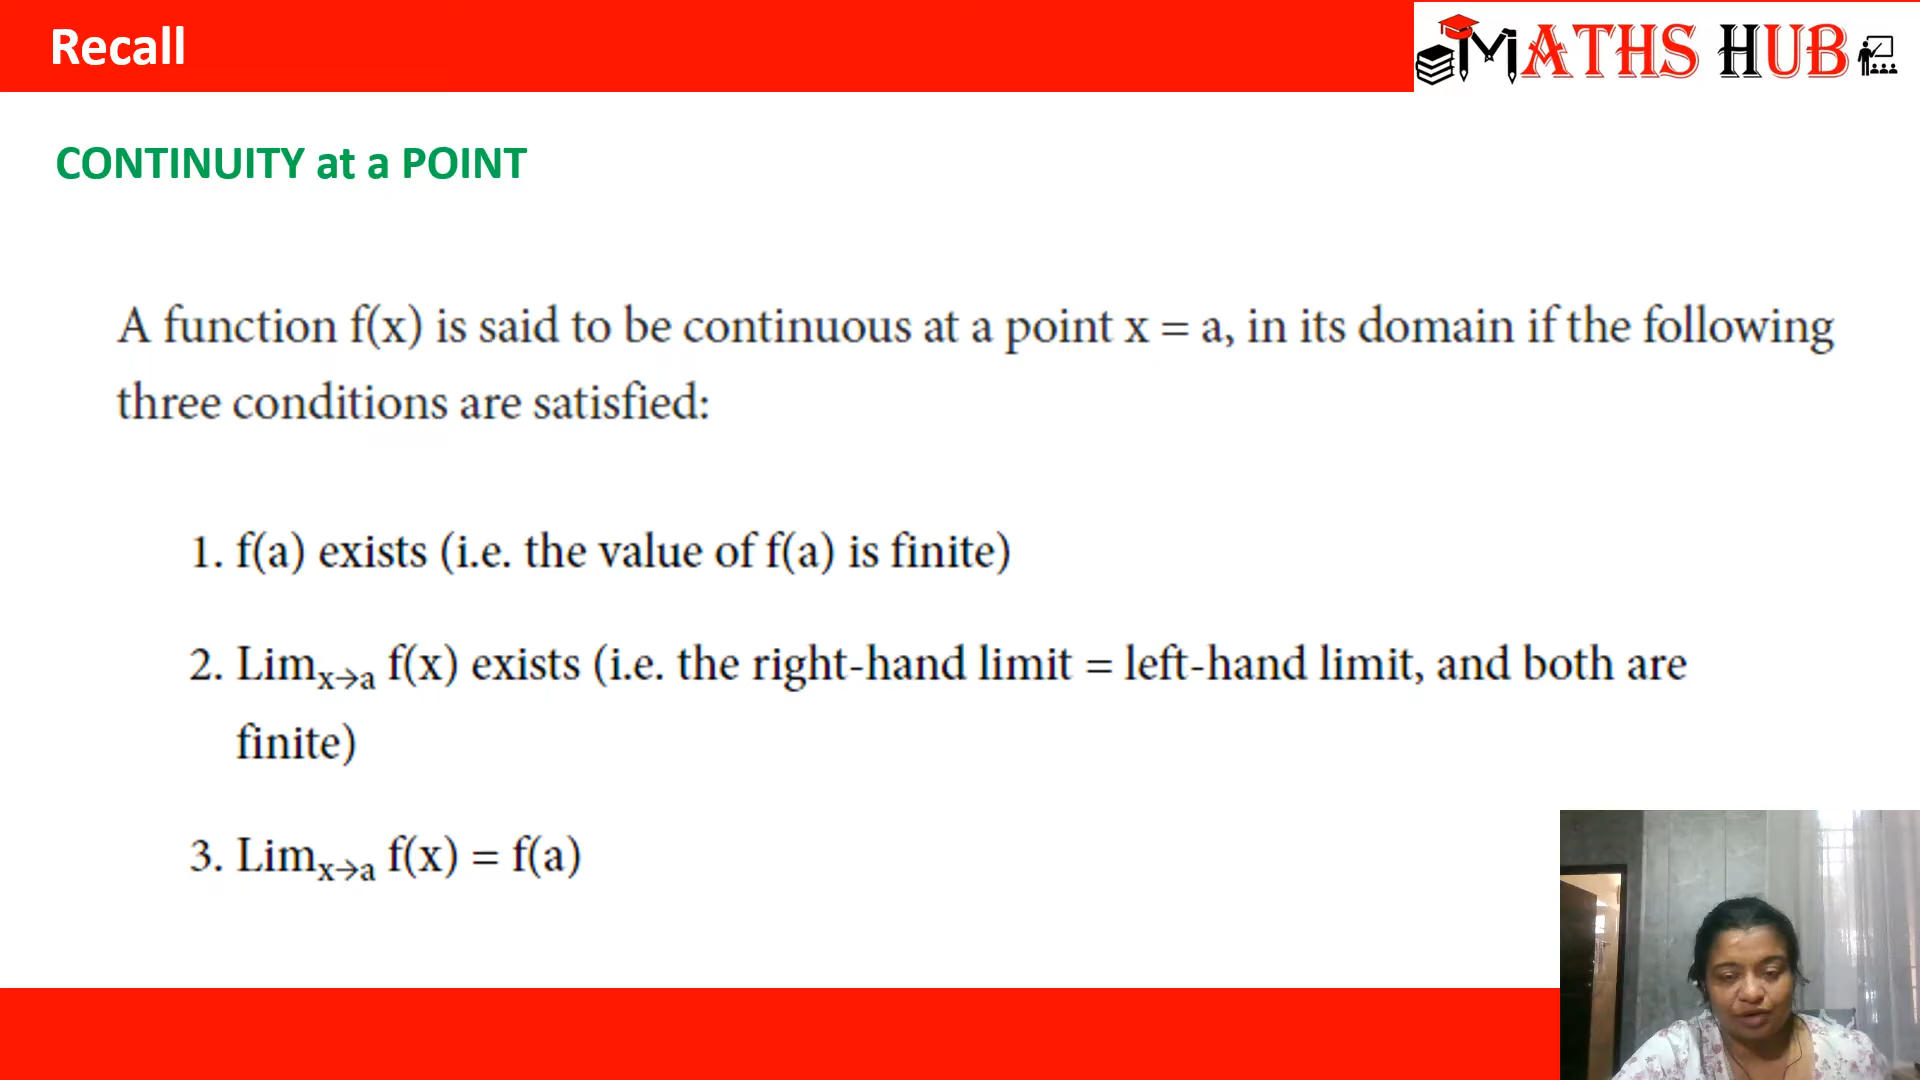 Recall
MATHS HUB
CONTINUITY at a POINT
A function f(x) is said to be continuous at a point x = a, in its domain if the following
three conditions are satisfied:
1. f(a) exists (i.e. the value of f(a) is finite)
2. Limₓ→ₐ f(x) exists (i.e. the right-hand limit = left-hand limit, and both are
finite)
3. Limₓ→ₐ f(x) = f(a)